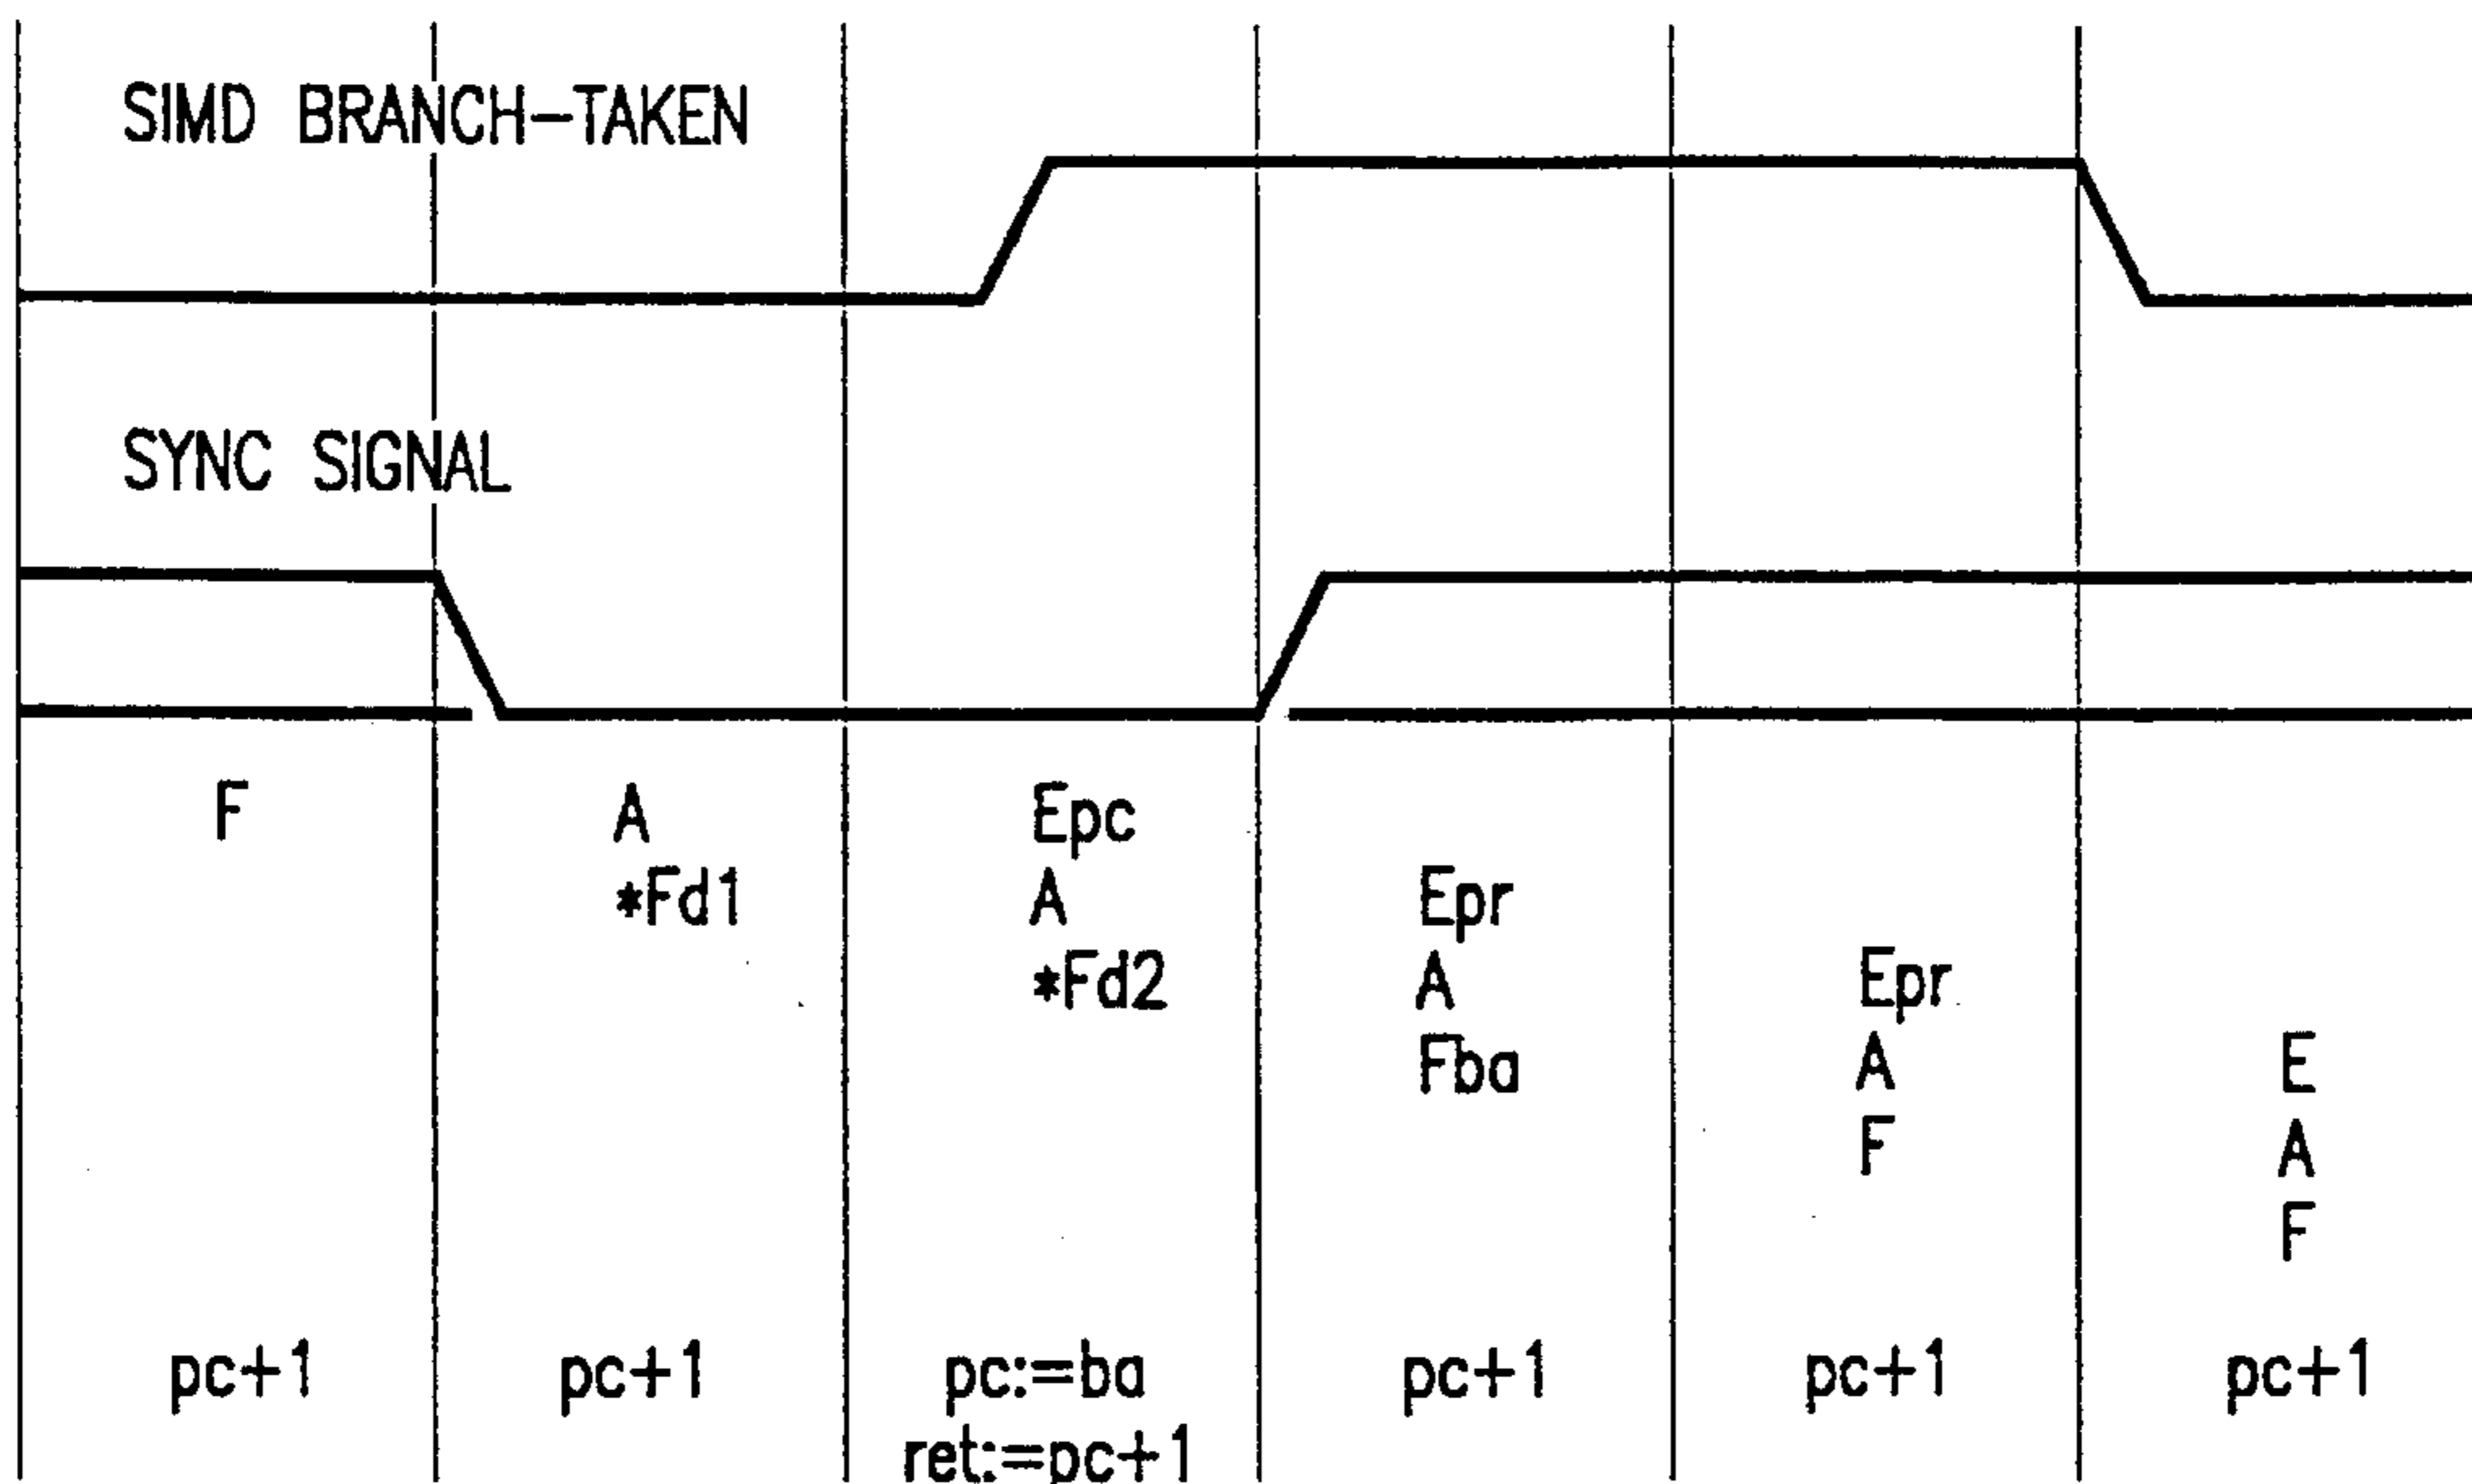 SIMD BRANCH-TAKEN
SYNC SIGNAL
F A Epc
*Fd1 A Epr
*Fd2 A Epr
Fba A E
F A
F
pc+1 pc+1 pc:=ba pc+1 pc+1 pc+1
ret:=pc+1